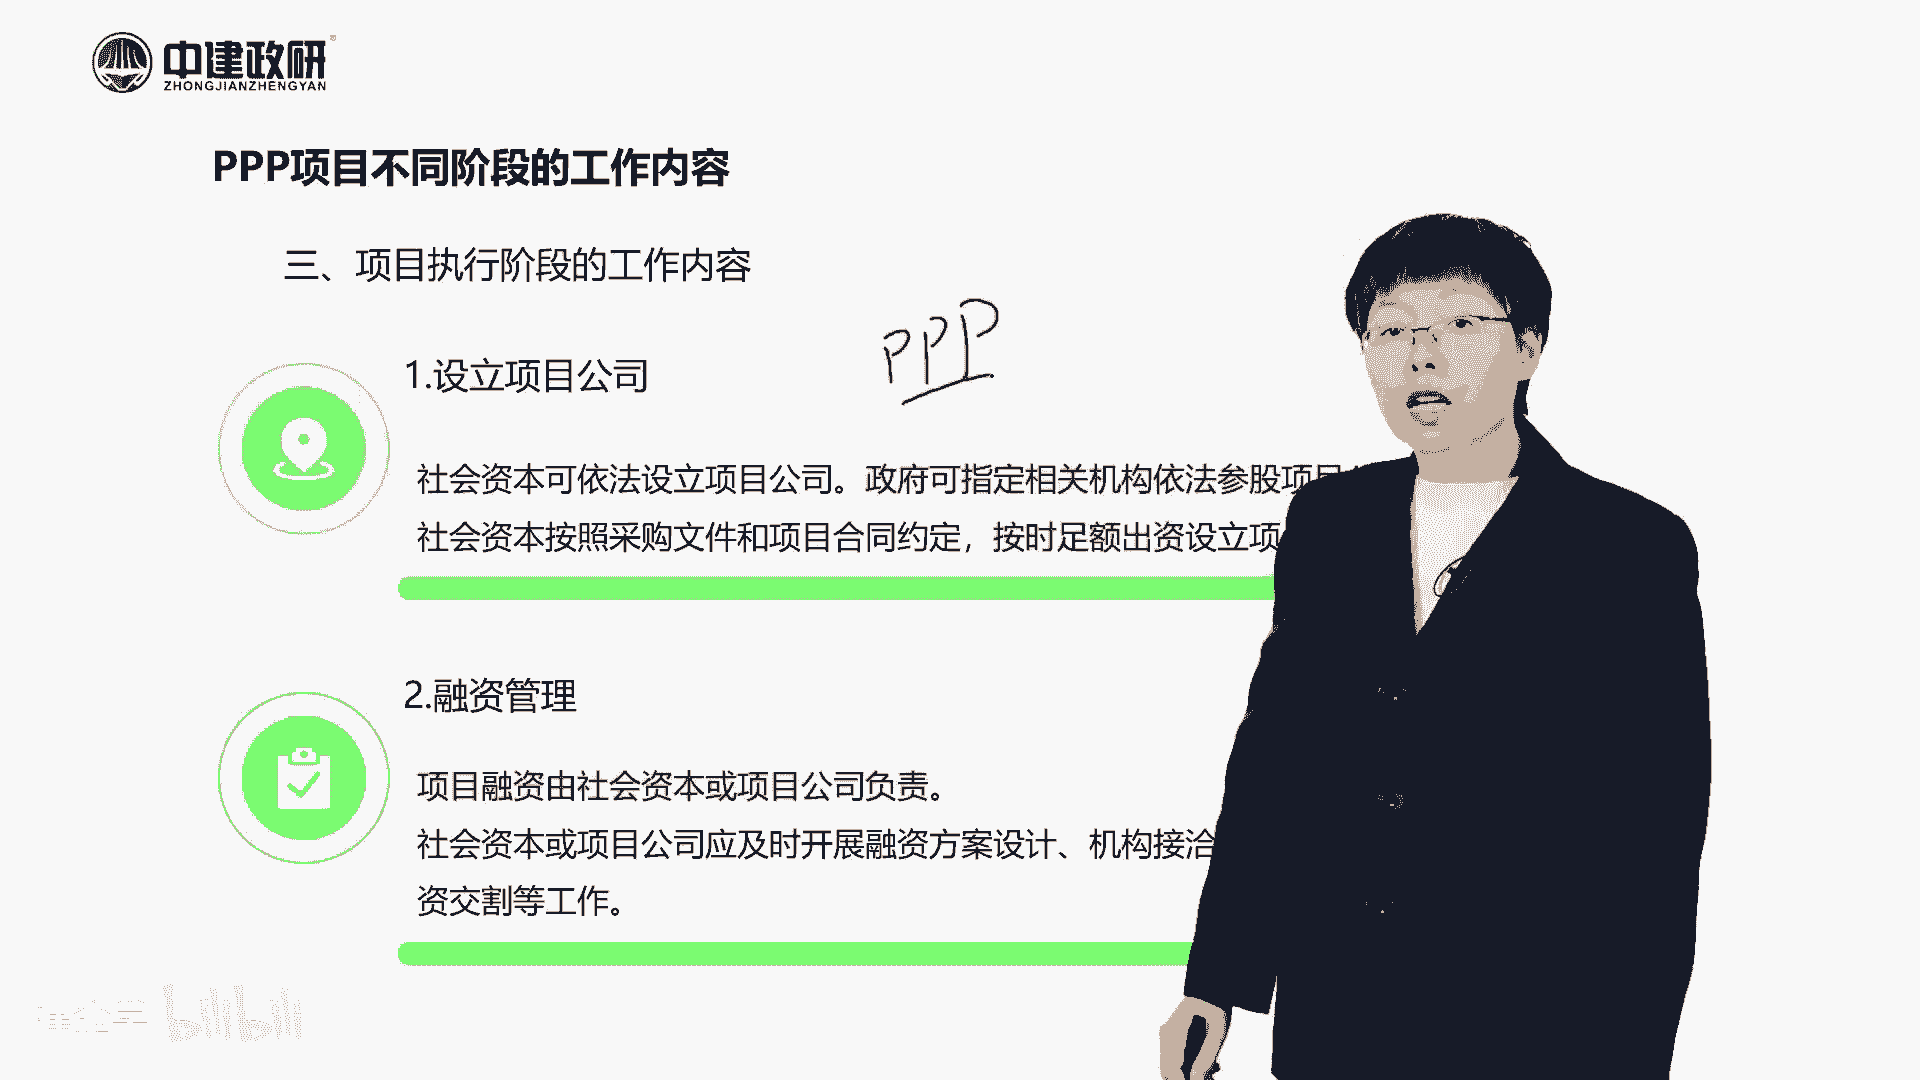 中建政研
ZHONGJIANZHENGYAN
PPP项目不同阶段的工作内容
三、项目执行阶段的工作内容
PPP
1.设立项目公司
社会资本可依法设立项目公司。政府可指定相关机构依法参股项目
社会资本按照采购文件和项目合同约定，按时足额出资设立项
2.融资管理
项目融资由社会资本或项目公司负责。
社会资本或项目公司应及时开展融资方案设计、机构接洽
资交割等工作。
bilibili